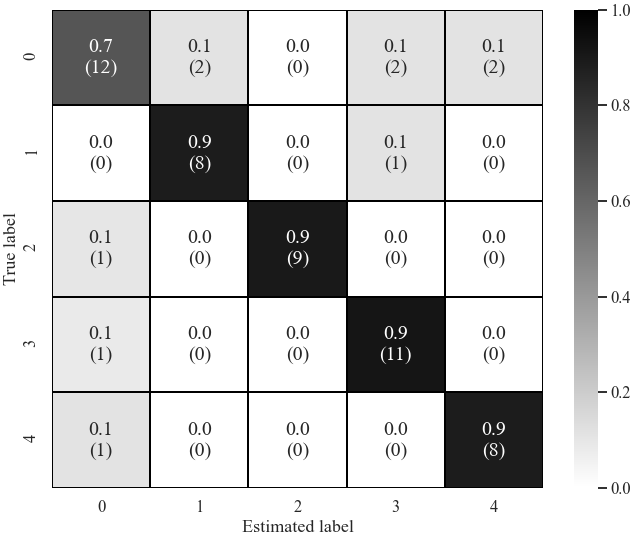 0.7 0.1 0.0 0.1 0.1
(12) (2) (0) (2) (2)
0.0 0.9 0.0 0.1 0.0
(0) (8) (0) (1) (0)
0.1 0.0 0.9 0.0 0.0
(1) (0) (9) (0) (0)
0.1 0.0 0.0 0.9 0.0
(1) (0) (0) (11) (0)
0.1 0.0 0.0 0.0 0.9
(1) (0) (0) (0) (8)
0
1
2
3
4
True label
0 1 2 3 4
Estimated label
1.0
0.8
0.6
0.4
0.2
0.0